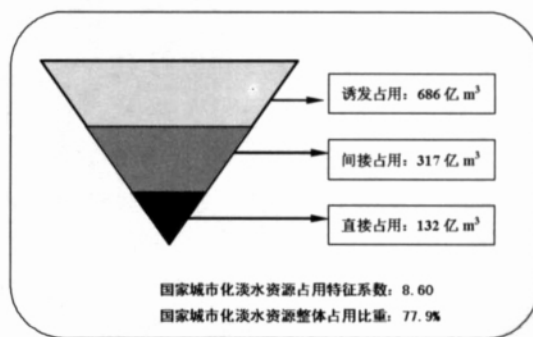 诱发占用：686 亿 m³
间接占用：317 亿 m³
直接占用：132 亿 m³
国家城市化淡水资源占用特征系数：8.60
国家城市化淡水资源整体占用比重：77.9%